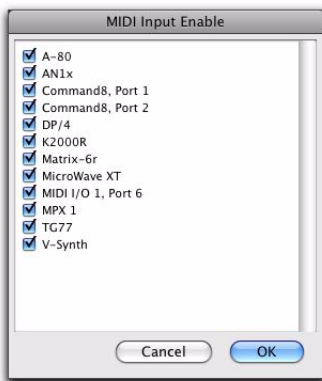 MIDI Input Enable
A-80
AN1x
Command8, Port 1
Command8, Port 2
DP/4
K2000R
Matrix-6r
MicroWave XT
MIDI I/O 1, Port 6
MPX 1
TG77
V-Synth
Cancel OK